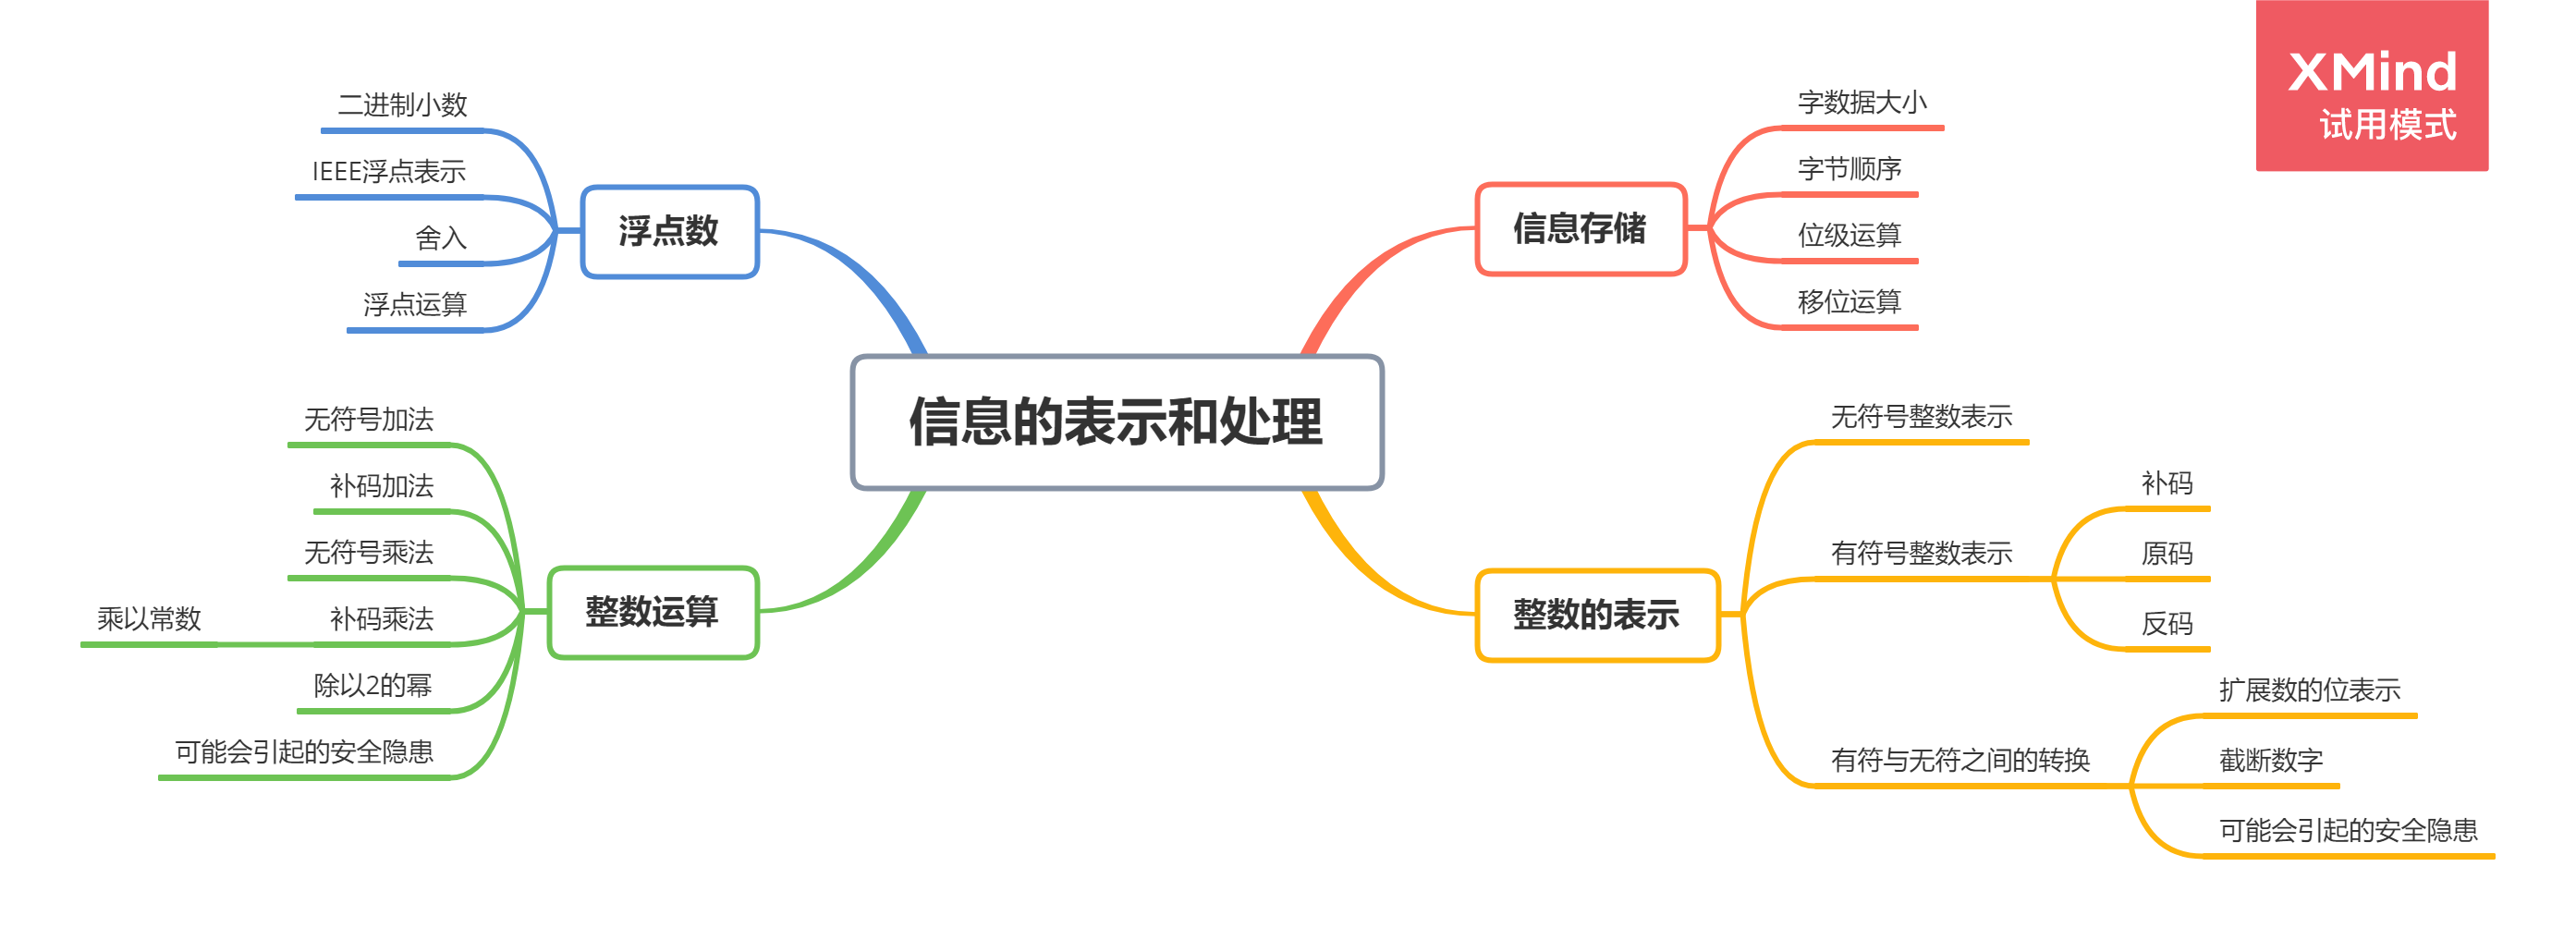 XMind
试用模式
信息的表示和处理
信息存储
字数据大小
字节顺序
位级运算
移位运算
整数的表示
无符号整数表示
有符号整数表示
补码
原码
反码
有符与无符之间的转换
扩展数的位表示
截断数字
可能会引起的安全隐患
浮点数
二进制小数
IEEE浮点表示
舍入
浮点运算
整数运算
无符号加法
补码加法
无符号乘法
补码乘法
乘以常数
除以2的幂
可能会引起的安全隐患